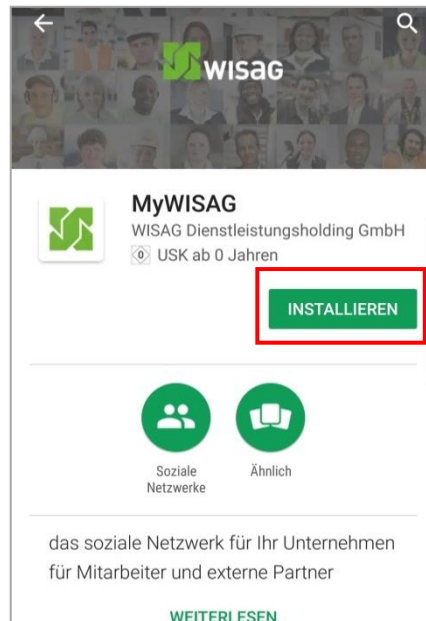 WISAG
MyWISAG
WISAG Dienstleistungsholding GmbH
0 USK ab 0 Jahren
INSTALLIEREN
Soziale
Netzwerke
Ähnlich
das soziale Netzwerk für Ihr Unternehmen
für Mitarbeiter und externe Partner
WEITERLESEN